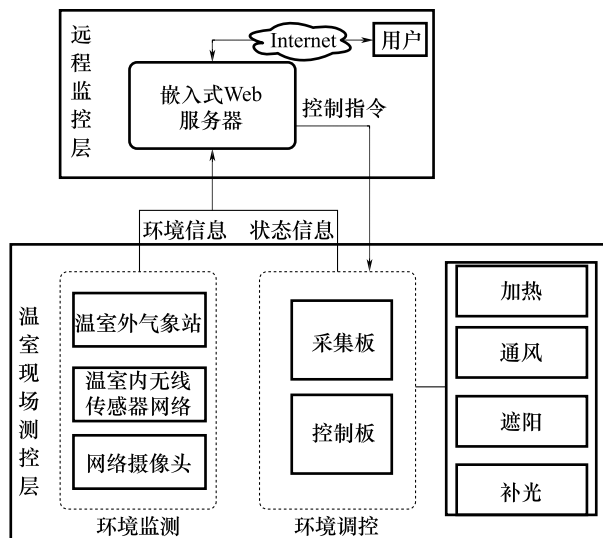 远程监控层
Internet
用户
嵌入式Web
服务器
控制指令
环境信息
状态信息
温室现场测控层
温室外气象站
温室内无线
传感器网络
网络摄像头
环境监测
采集板
控制板
环境调控
加热
通风
遮阳
补光